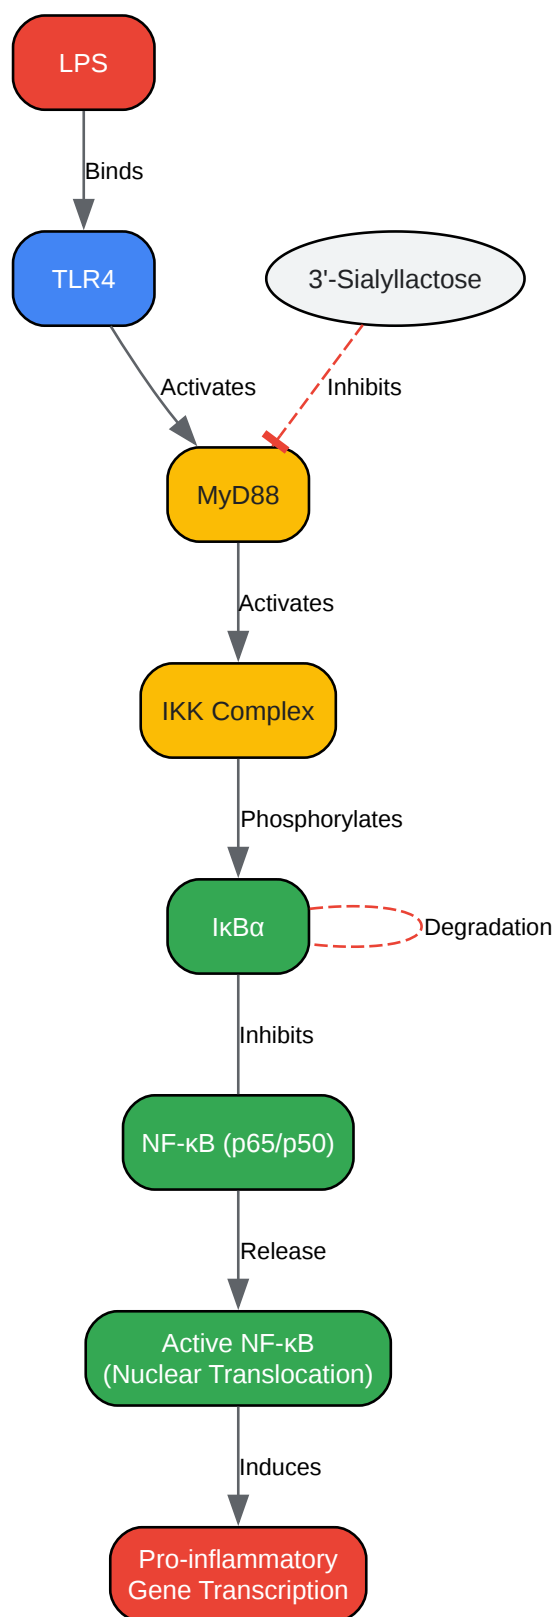 LPS
Binds
TLR4
3'-Sialyllactose
Activates
Inhibits
MyD88
Activates
IKK Complex
Phosphorylates
IκBα
Degradation
Inhibits
NF-κB (p65/p50)
Release
Active NF-κB
(Nuclear Translocation)
Induces
Pro-inflammatory
Gene Transcription